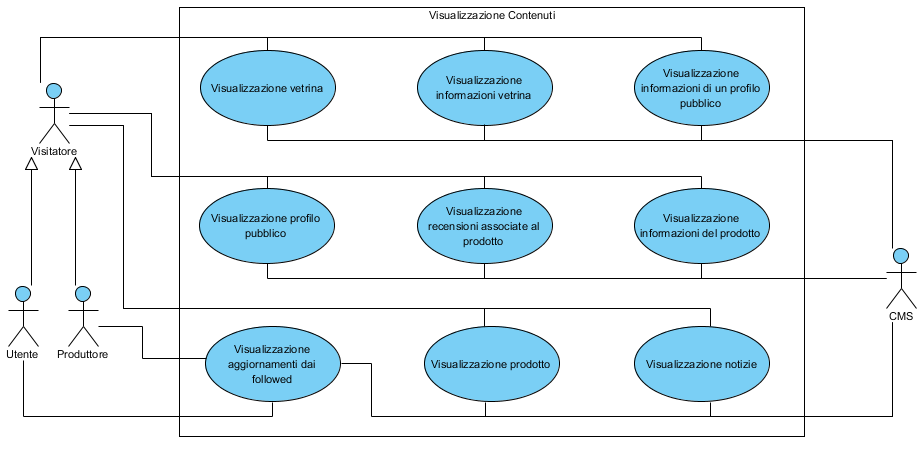 Visualizzazione Contenuti
Visualizzazione vetrina
Visualizzazione
informazioni vetrina
Visualizzazione
informazioni di un profilo
pubblico
Visitatore
Visualizzazione profilo
pubblico
Visualizzazione
recensioni associate al
prodotto
Visualizzazione
informazioni del prodotto
CMS
Utente
Produttore
Visualizzazione
aggiornamenti dai
followed
Visualizzazione prodotto
Visualizzazione notizie